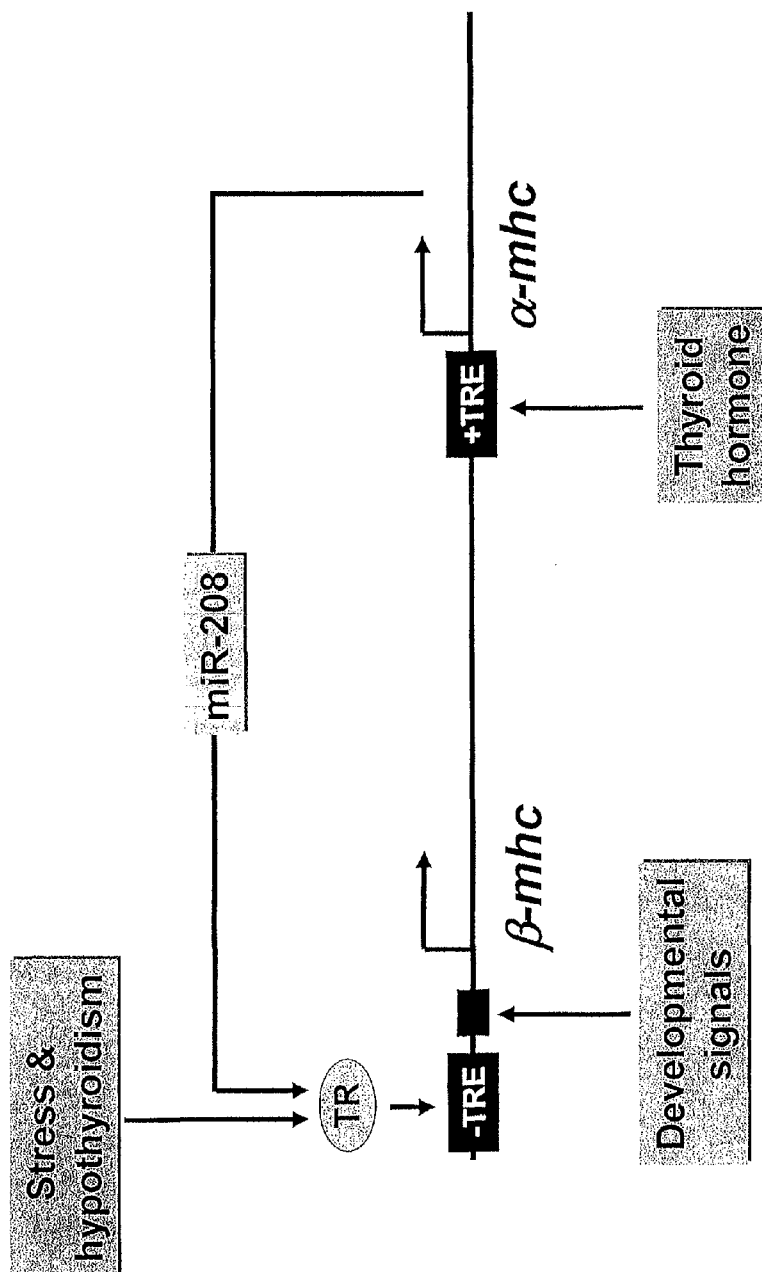 Stress &
hypothyroidism
miR-208
TR
-TRE
β-mhc
+TRE
α-mhc
Developmental
signals
Thyroid
hormone